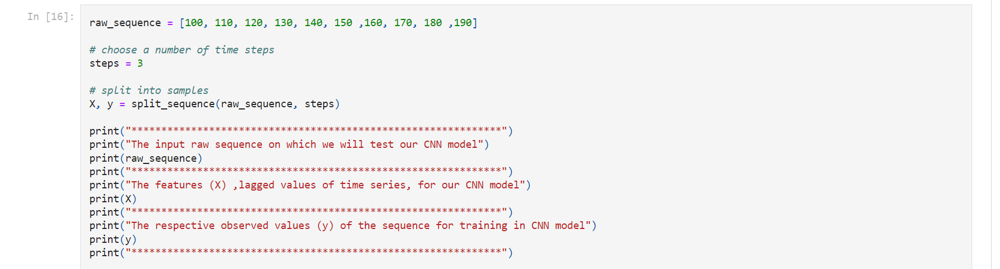 In [16]:
raw_sequence = [100, 110, 120, 130, 140, 150 ,160, 170, 180 ,190]
# choose a number of time steps
steps = 3
# split into samples
X, y = split_sequence(raw_sequence, steps)
print("**************************************************************")
print("The input raw sequence on which we will test our CNN model")
print(raw_sequence)
print("**************************************************************")
print("The features (X) ,lagged values of time series, for our CNN model")
print(X)
print("**************************************************************")
print("The respective observed values (y) of the sequence for training in CNN model")
print(y)
print("**************************************************************")